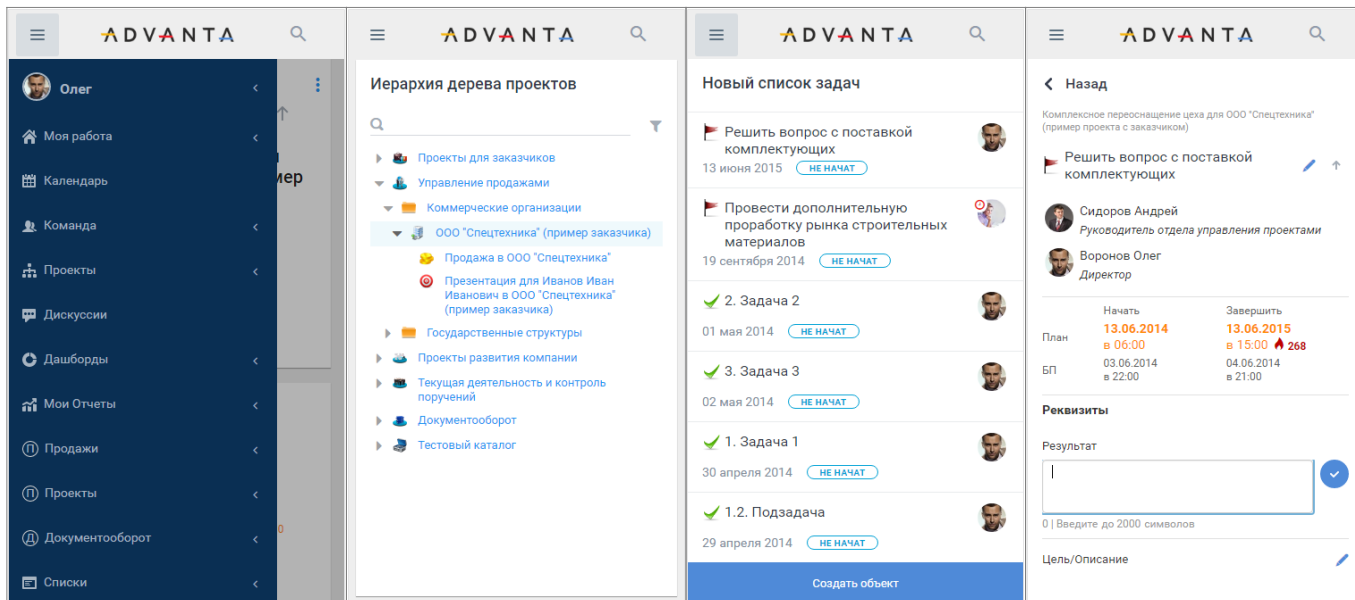 ADVANTA
Олег
Моя работа
Календарь
Команда
Проекты
Дискуссии
Дашборды
Мои Отчеты
Продажи
Проекты
Документооборот
Списки
мер
0
ADVANTA
Иерархия дерева проектов
Проекты для заказчиков
Управление продажами
Коммерческие организации
ООО "Спецтехника" (пример заказчика)
Продажа в ООО "Спецтехника"
Презентация для Иванов Иван
Иванович в ООО "Спецтехника"
(пример заказчика)
Государственные структуры
Проекты развития компании
Текущая деятельность и контроль
поручений
Документооборот
Тестовый каталог
ADVANTA
Новый список задач
Решить вопрос с поставкой
комплектующих
13 июня 2015 НЕ НАЧАТ
Провести дополнительную
проработку рынка строительных
материалов
19 сентября 2014 НЕ НАЧАТ
2. Задача 2
01 мая 2014 НЕ НАЧАТ
3. Задача 3
02 мая 2014 НЕ НАЧАТ
1. Задача 1
30 апреля 2014 НЕ НАЧАТ
1.2. Подзадача
29 апреля 2014 НЕ НАЧАТ
Создать объект
ADVANTA
Назад
Комплексное переоснащение цеха для ООО "Спецтехника"
(пример проекта с заказчиком)
Решить вопрос с поставкой
комплектующих
Сидоров Андрей
Руководитель отдела управления проектами
Воронов Олег
Директор
Начать Завершить
План 13.06.2014 13.06.2015
в 06:00 в 15:00 268
БП 03.06.2014 04.06.2014
в 22:00 в 21:00
Реквизиты
Результат
0 | Введите до 2000 символов
Цель/Описание